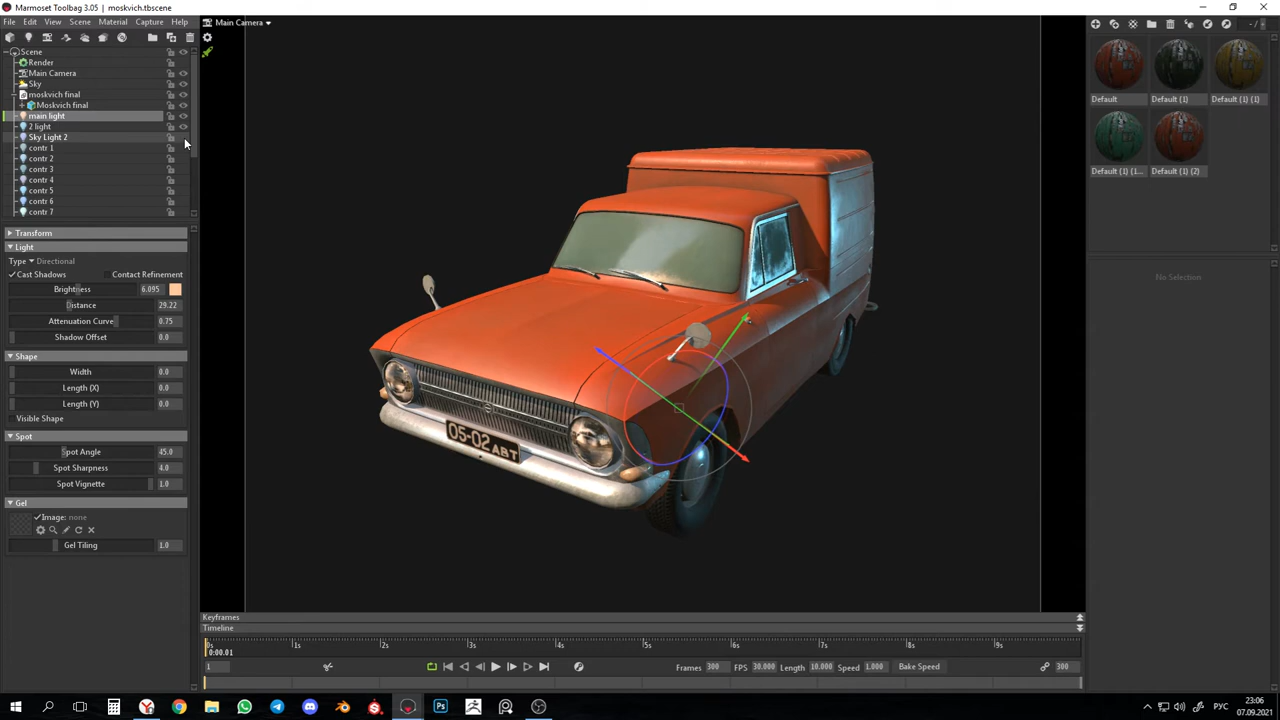 Marmoset Toolbag 3.05 | moskvich.tbscene
File Edit View Scene Material Capture Help
Main Camera
- / -
Scene
Render
Main Camera
Sky
moskvich final
Moskvich final
main light
2 light
Sky Light 2
contr 1
contr 2
contr 3
contr 4
contr 5
contr 6
contr 7
Transform
Light
Type Directional
Cast Shadows Contact Refinement
Brightness 6.095
Distance 29.22
Attenuation Curve 0.75
Shadow Offset 0.0
Shape
Width 0.0
Length (X) 0.0
Length (Y) 0.0
Visible Shape
Spot
Spot Angle 45.0
Spot Sharpness 4.0
Spot Vignette 1.0
Gel
Image: none
Gel Tiling 1.0
05-02 АВТ
Default Default (1) Default (1) {1}
Default (1) {1... Default (1) {2}
No Selection
Keyframes
Timeline
0s 1s 2s 3s 4s 5s 6s 7s 8s 9s
0:00.01
1 Frames 300 FPS 30.000 Length 10.000 Speed 1.000 Bake Speed 300
РУС
23:06
07.09.2021